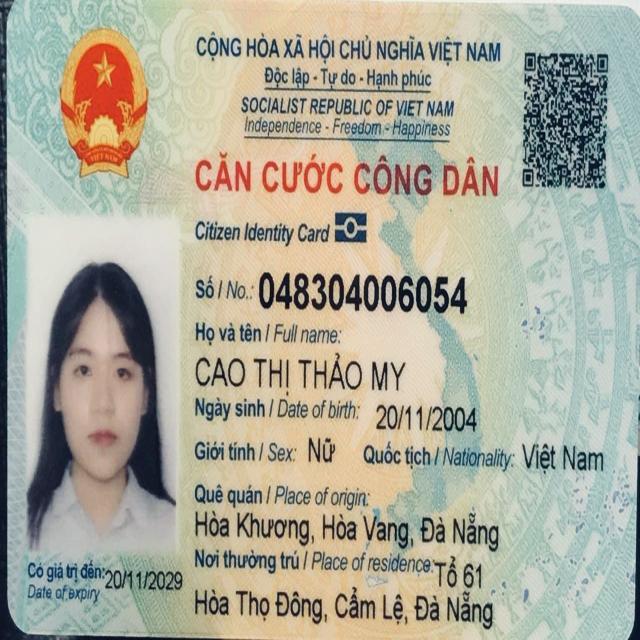 CỘNG HÒA XÃ HỘI CHỦ NGHĨA VIỆT NAM
Độc lập - Tự do - Hạnh phúc
SOCIALIST REPUBLIC OF VIET NAM
Independence - Freedom - Happiness
CĂN CƯỚC CÔNG DÂN
Citizen Identity Card
Số / No.: 048304006054
Họ và tên / Full name:
CAO THỊ THẢO MY
Ngày sinh / Date of birth: 20/11/2004
Giới tính / Sex: Nữ Quốc tịch / Nationality: Việt Nam
Quê quán / Place of origin:
Hòa Khương, Hòa Vang, Đà Nẵng
Nơi thường trú / Place of residence: Tổ 61
Hòa Thọ Đông, Cẩm Lệ, Đà Nẵng
Có giá trị đến: 20/11/2029
Date of expiry
VIỆT NAM